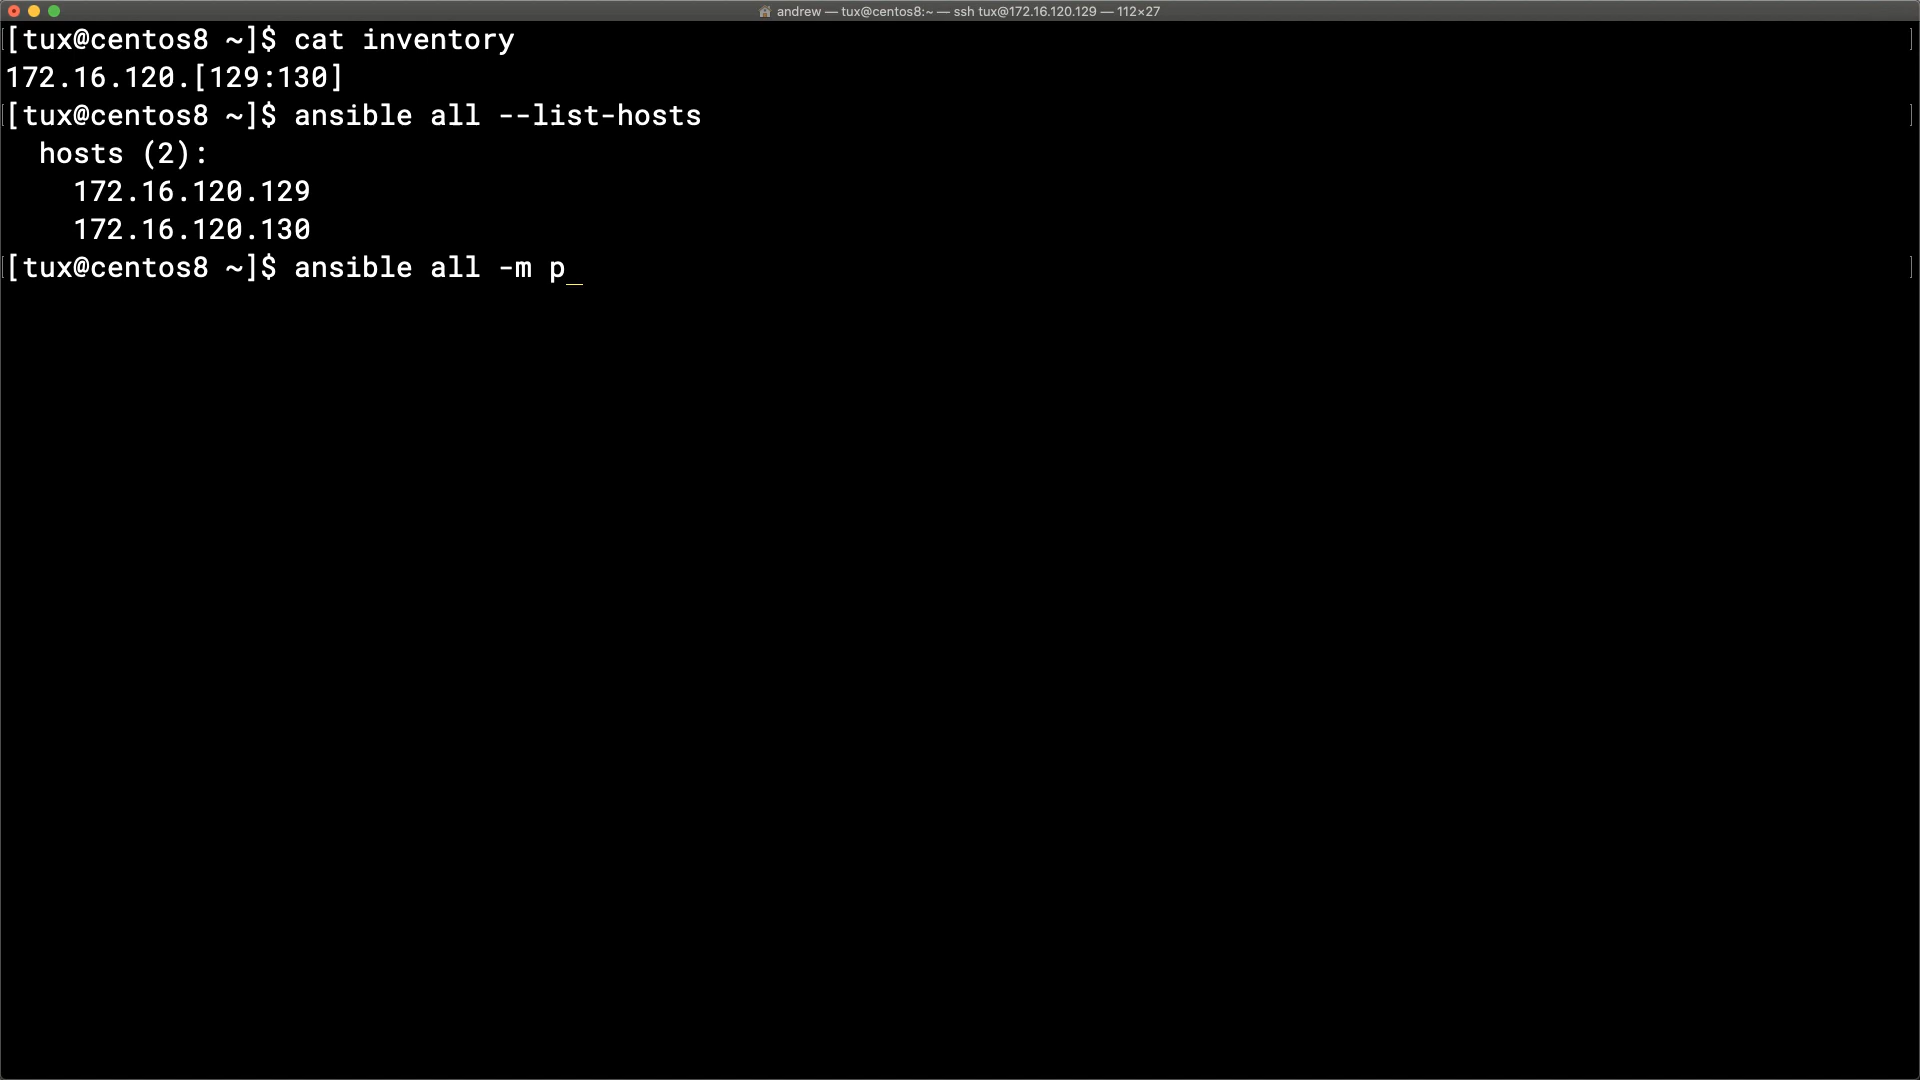 andrew — tux@centos8:~ — ssh tux@172.16.120.129 — 112×27
[tux@centos8 ~]$ cat inventory
172.16.120.[129:130]
[tux@centos8 ~]$ ansible all --list-hosts
  hosts (2):
    172.16.120.129
    172.16.120.130
[tux@centos8 ~]$ ansible all -m p_